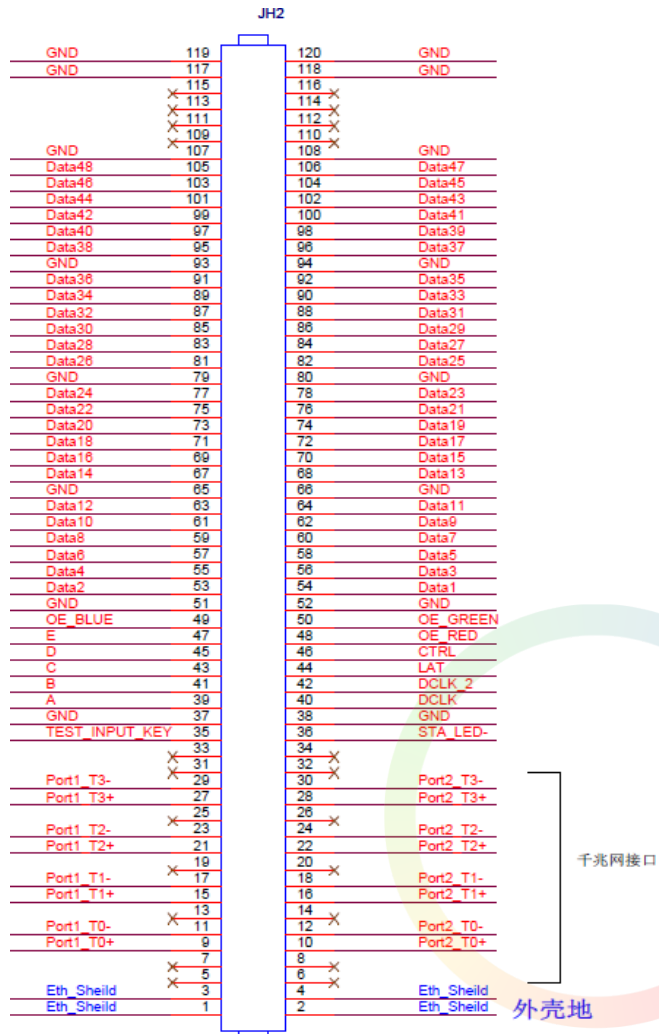 JH2
GND 119 120 GND
GND 117 118 GND
115 116
113 114
111 112
109 110
GND 107 108 GND
Data48 105 106 Data47
Data46 103 104 Data45
Data44 101 102 Data43
Data42 99 100 Data41
Data40 97 98 Data39
Data38 95 96 Data37
GND 93 94 GND
Data36 91 92 Data35
Data34 89 90 Data33
Data32 87 88 Data31
Data30 85 86 Data29
Data28 83 84 Data27
Data26 81 82 Data25
GND 79 80 GND
Data24 77 78 Data23
Data22 75 76 Data21
Data20 73 74 Data19
Data18 71 72 Data17
Data16 69 70 Data15
Data14 67 68 Data13
GND 65 66 GND
Data12 63 64 Data11
Data10 61 62 Data9
Data8 59 60 Data7
Data6 57 58 Data5
Data4 55 56 Data3
Data2 53 54 Data1
GND 51 52 GND
OE_BLUE 49 50 OE_GREEN
E 47 48 OE_RED
D 45 46 CTRL
C 43 44 LAT
B 41 42 DCLK_2
A 39 40 DCLK
GND 37 38 GND
TEST_INPUT_KEY 35 36 STA_LED-
33 34
31 32
Port1_T3- 29 30 Port2_T3-
Port1_T3+ 27 28 Port2_T3+
25 26
Port1_T2- 23 24 Port2_T2-
Port1_T2+ 21 22 Port2_T2+
19 20
千兆网接口
Port1_T1- 17 18 Port2_T1-
Port1_T1+ 15 16 Port2_T1+
13 14
Port1_T0- 11 12 Port2_T0-
Port1_T0+ 9 10 Port2_T0+
7 8
5 6
Eth_Sheild 3 4 Eth_Sheild
Eth_Sheild 1 2 Eth_Sheild 外壳地